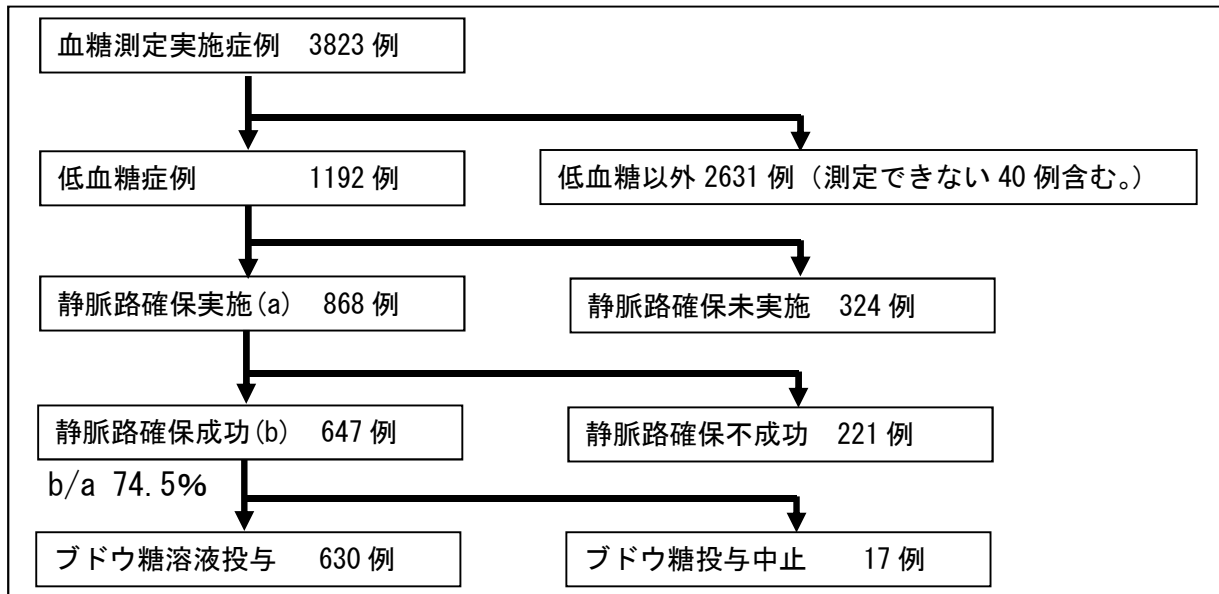 血糖測定実施症例 3823 例
低血糖症例 1192 例
低血糖以外 2631 例（測定できない 40 例含む。）
静脈路確保実施(a) 868 例
静脈路確保未実施 324 例
静脈路確保成功(b) 647 例
静脈路確保不成功 221 例
b/a 74.5%
ブドウ糖溶液投与 630 例
ブドウ糖投与中止 17 例